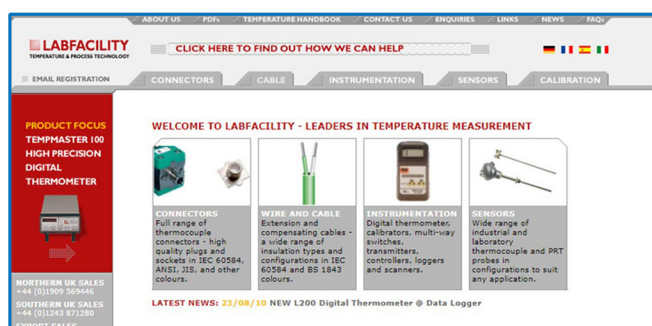 ABOUT US PDFs TEMPERATURE HANDBOOK CONTACT US ENQUIRIES LINKS NEWS FAQs
LABFACILITY
TEMPERATURE & PROCESS TECHNOLOGY
CLICK HERE TO FIND OUT HOW WE CAN HELP
EMAIL REGISTRATION
CONNECTORS CABLE INSTRUMENTATION SENSORS CALIBRATION
PRODUCT FOCUS
TEMPMASTER 100
HIGH PRECISION
DIGITAL
THERMOMETER
NORTHERN UK SALES
+44 (0)1909 569446
SOUTHERN UK SALES
+44 (0)1243 871280
EXPORT SALES
WELCOME TO LABFACILITY - LEADERS IN TEMPERATURE MEASUREMENT
CONNECTORS
Full range of
thermocouple
connectors - high
quality plugs and
sockets in IEC 60584,
ANSI, JIS, and other
colours.
WIRE AND CABLE
Extension and
compensating cables -
a wide range of
insulation types and
configurations in IEC
60584 and BS 1843
colours.
INSTRUMENTATION
Digital thermometer,
calibrators, multi-way
switches,
transmitters,
controllers, loggers
and scanners.
SENSORS
Wide range of
industrial and
laboratory
thermocouple and PRT
probes in
configurations to suit
any application.
LATEST NEWS: 23/08/10 NEW L200 Digital Thermometer @ Data Logger